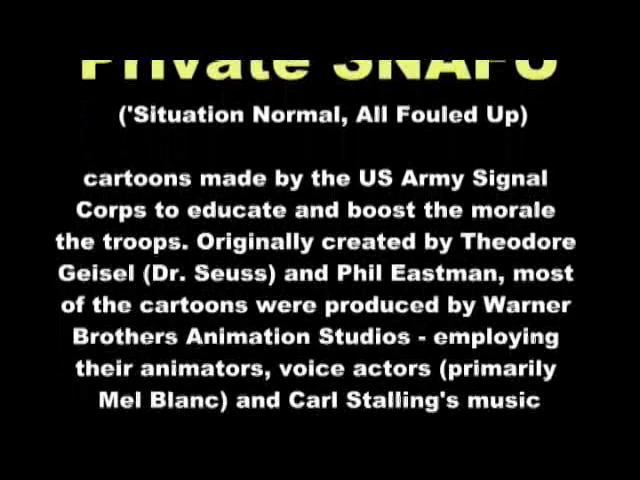 Private SNAFU
('Situation Normal, All Fouled Up)
cartoons made by the US Army Signal
Corps to educate and boost the morale
the troops. Originally created by Theodore
Geisel (Dr. Seuss) and Phil Eastman, most
of the cartoons were produced by Warner
Brothers Animation Studios - employing
their animators, voice actors (primarily
Mel Blanc) and Carl Stalling's music